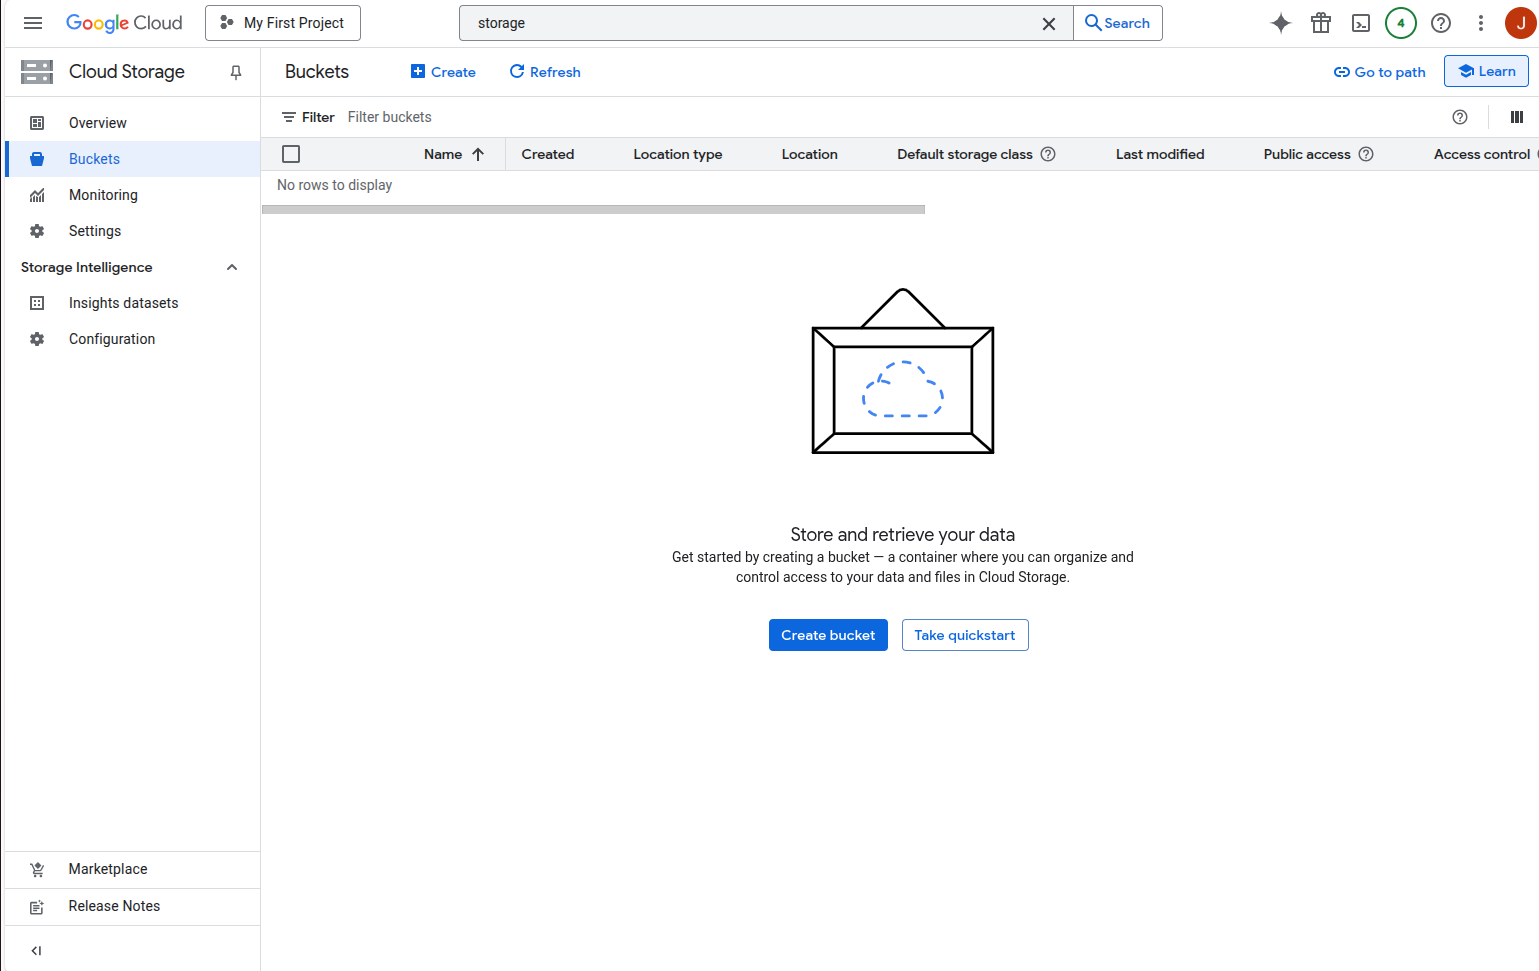 Google Cloud
My First Project
storage
Search
4
J
Cloud Storage
Buckets
Create
Refresh
Go to path
Learn
Overview
Buckets
Monitoring
Settings
Storage Intelligence
Insights datasets
Configuration
Marketplace
Release Notes
Filter
Filter buckets
Name
Created
Location type
Location
Default storage class
Last modified
Public access
Access control
No rows to display
Store and retrieve your data
Get started by creating a bucket — a container where you can organize and
control access to your data and files in Cloud Storage.
Create bucket
Take quickstart